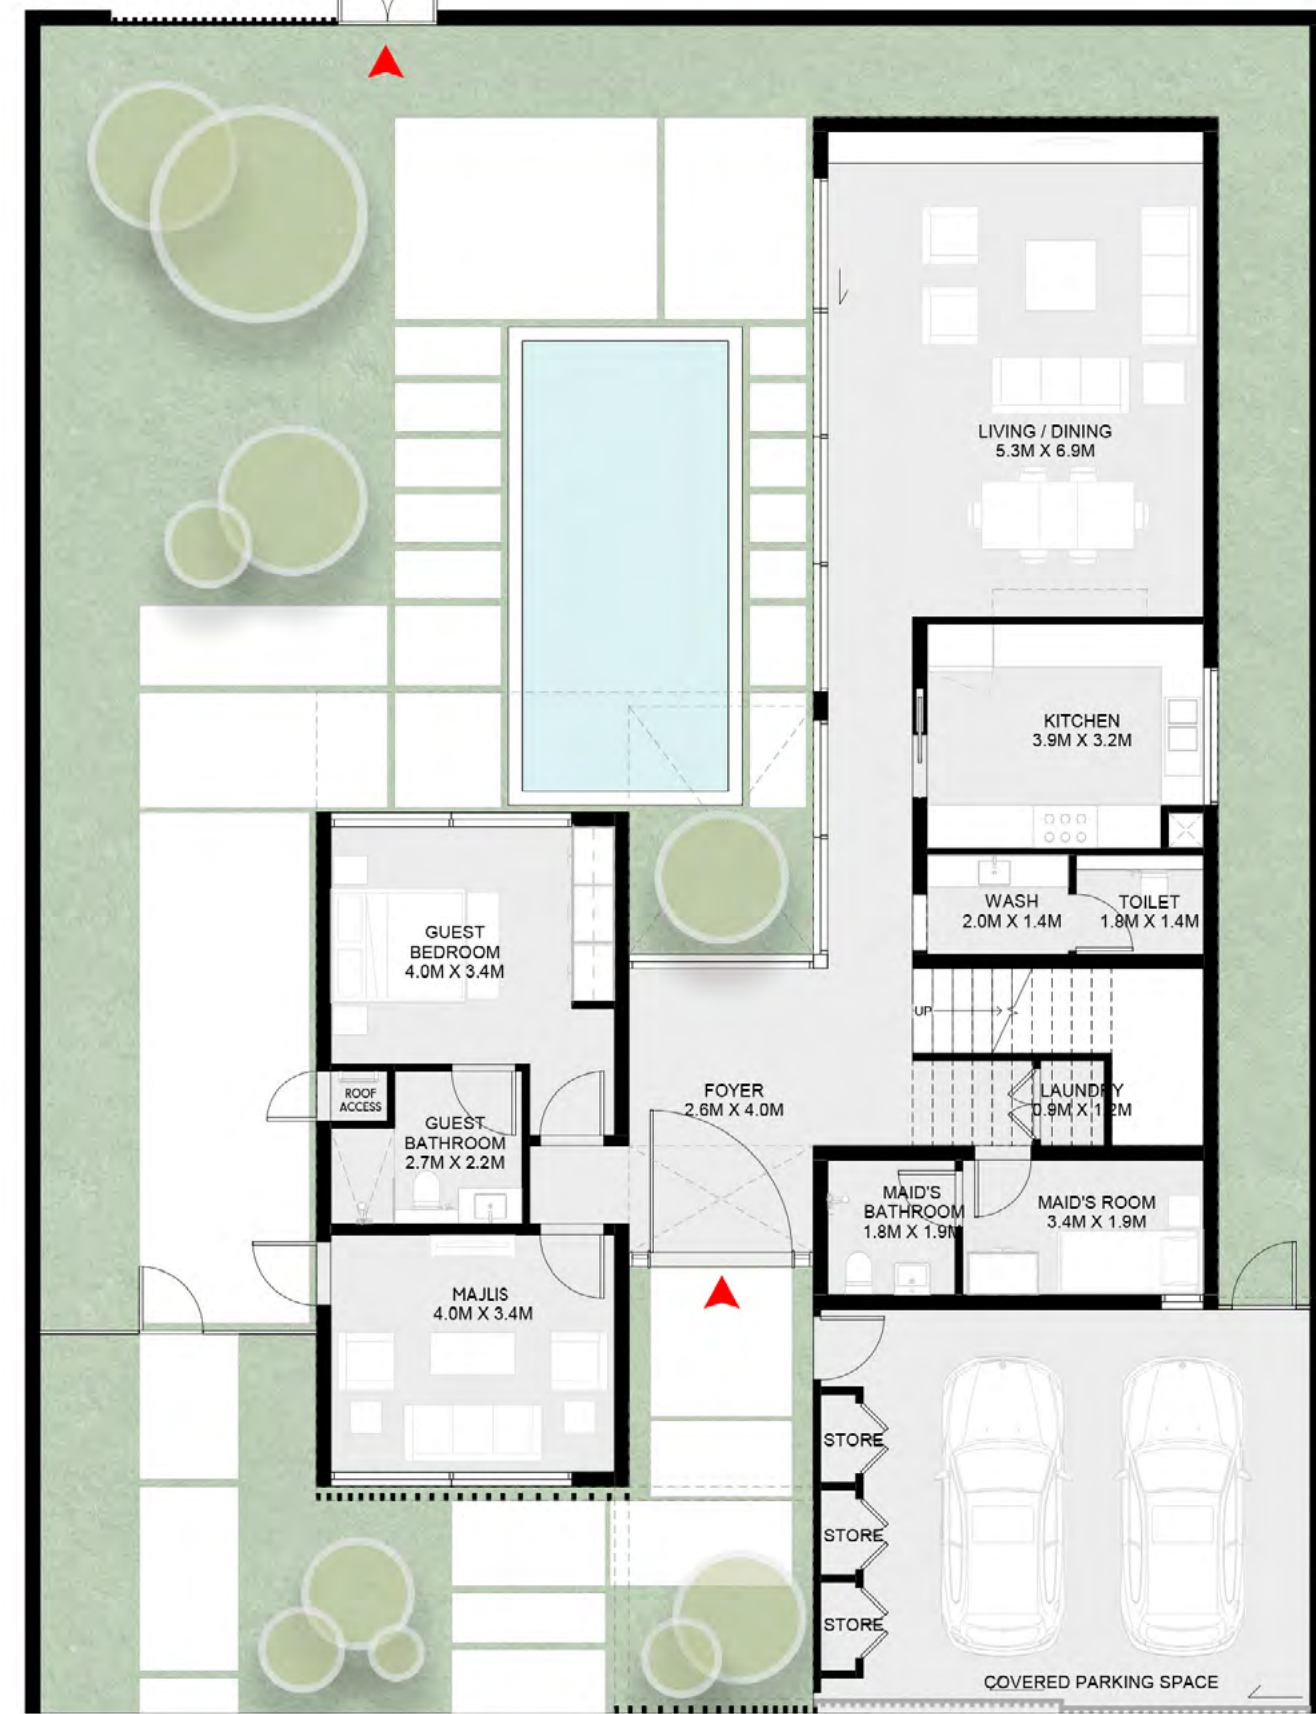 LIVING / DINING
5.3M X 6.9M
KITCHEN
3.9M X 3.2M
WASH
2.0M X 1.4M
TOILET
1.8M X 1.4M
GUEST
BEDROOM
4.0M X 3.4M
UP
ROOF
ACCESS
FOYER
2.6M X 4.0M
LAUNDRY
0.9M X 1.2M
GUEST
BATHROOM
2.7M X 2.2M
MAID'S
BATHROOM
1.8M X 1.9M
MAID'S ROOM
3.4M X 1.9M
MAJLIS
4.0M X 3.4M
STORE
STORE
STORE
COVERED PARKING SPACE